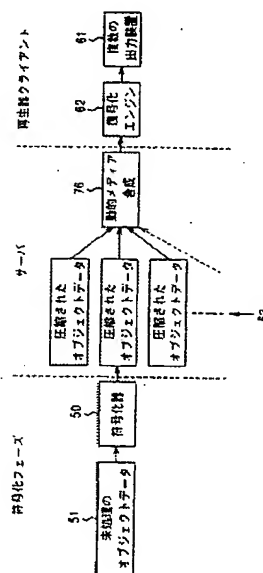 符号化フェーズ
サーバ
再生器クライアント
51
未処理の
オブジェクトデータ
50
符号化器
圧縮された
オブジェクトデータ
圧縮された
オブジェクトデータ
圧縮された
オブジェクトデータ
76
動的メディア
合成
62
復号化
エンジン
61
複数の
出力装置
52